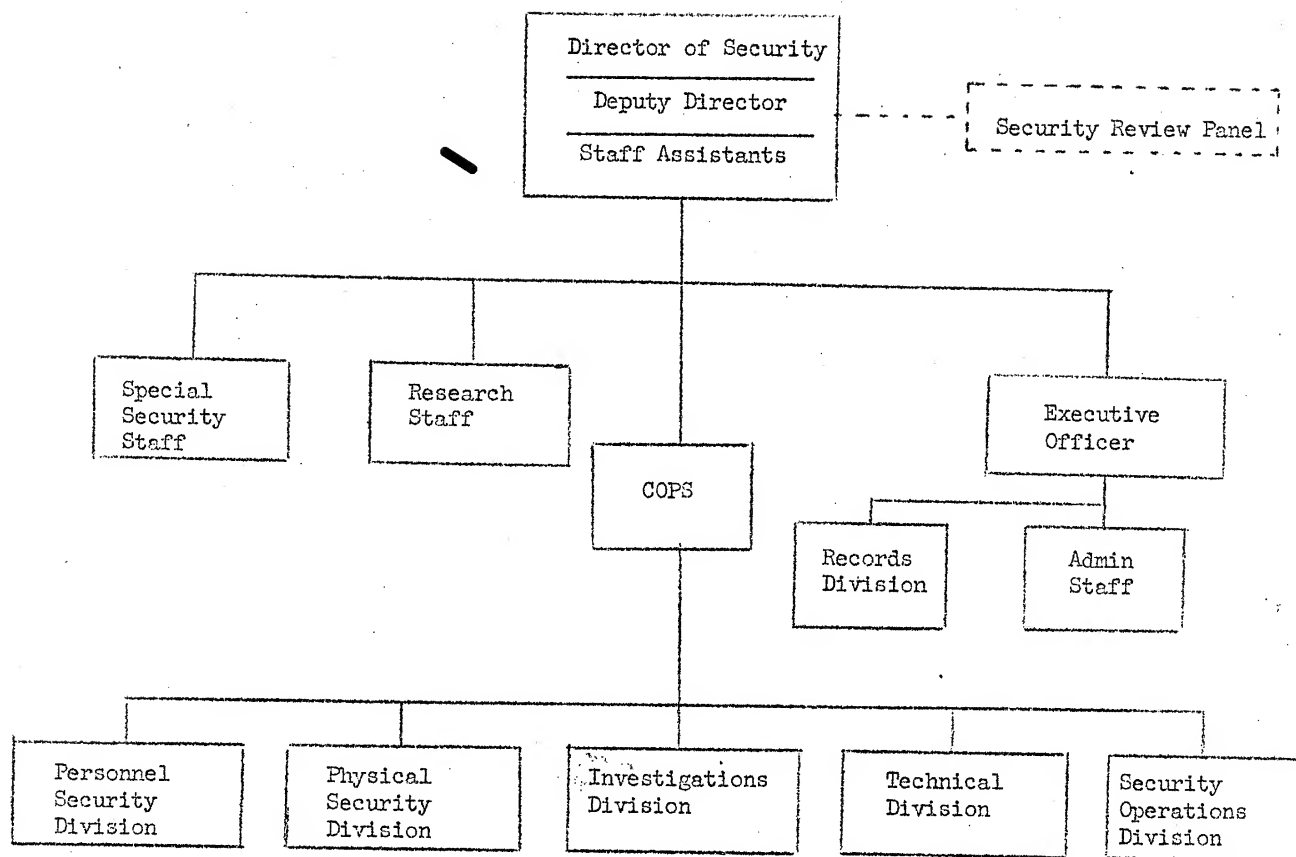 Director of Security
Deputy Director
Staff Assistants
Security Review Panel
Special
Security
Staff
Research
Staff
COPS
Executive
Officer
Records
Division
Admin
Staff
Personnel
Security
Division
Physical
Security
Division
Investigations
Division
Technical
Division
Security
Operations
Division